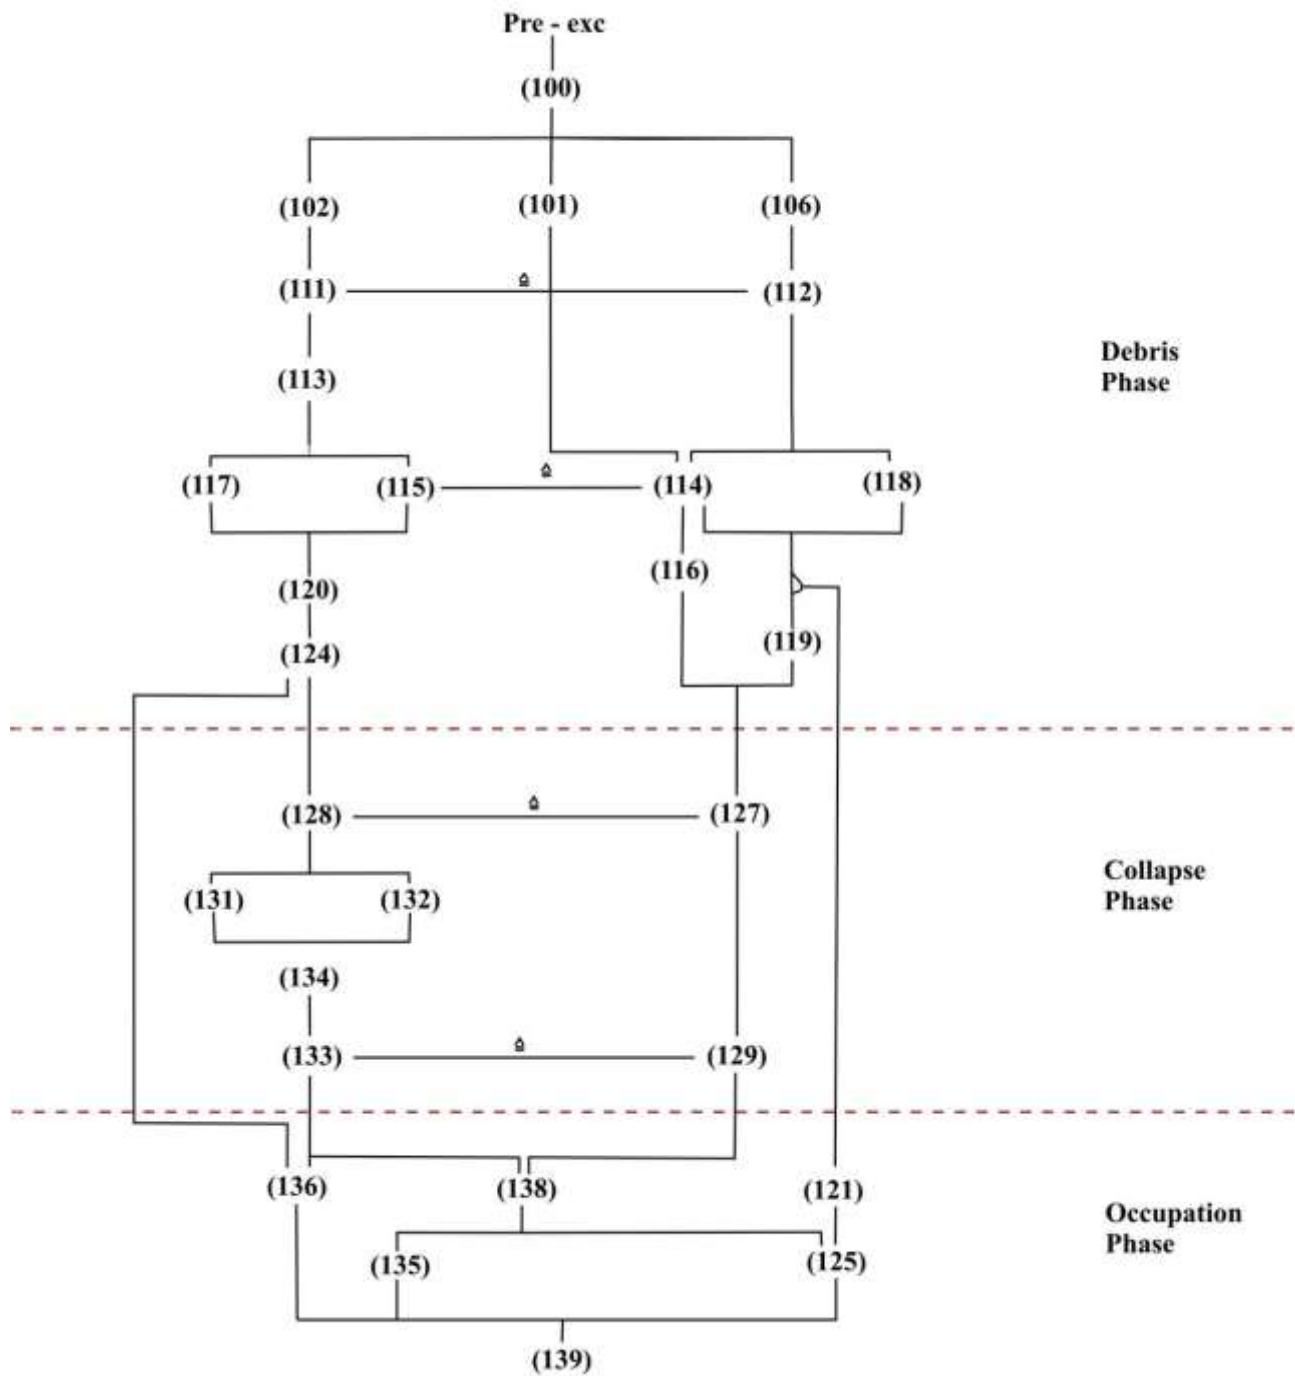 Pre - exc
(100)
(102) (101) (106)
(111) ≙ (112)
Debris
Phase
(113)
(117) (115) ≙ (114) (118)
(116)
(120)
(119)
(124)
(128) ≙ (127)
Collapse
Phase
(131) (132)
(134)
(133) ≙ (129)
(136) (138) (121)
Occupation
Phase
(135) (125)
(139)